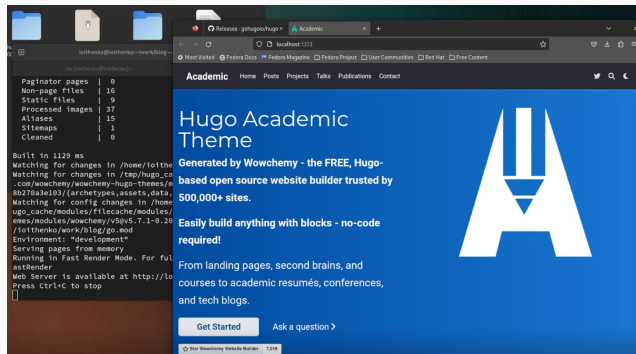 ioithenko@ioithenko:~/work/blog —
mc [ioithenko@ioithenko]:~
Paginator pages | 0
Non-page files | 16
Static files | 9
Processed images | 37
Aliases | 15
Sitemaps | 1
Cleaned | 0
Built in 1129 ms
Watching for changes in /home/ioithe
Watching for changes in /tmp/hugo_ca
.com/wowchemy/wowchemy-hugo-themes/m
8b270a3e103/{archetypes,assets,data,
Watching for config changes in /home
ugo_cache/modules/filecache/modules/
emes/modules/wowchemy/v5@v5.7.1-0.20
/ioithenko/work/blog/go.mod
Environment: "development"
Serving pages from memory
Running in Fast Render Mode. For ful
astRender
Web Server is available at http://lo
Press Ctrl+C to stop
Releases · gohugoio/hugo
Academic
localhost:1313
Most Visited Fedora Docs Fedora Magazine Fedora Project User Communities Red Hat Free Content
Academic Home Posts Projects Talks Publications Contact
Hugo Academic
Theme
Generated by Wowchemy - the FREE, Hugo-
based open source website builder trusted by
500,000+ sites.
Easily build anything with blocks - no-code
required!
From landing pages, second brains, and
courses to academic resumés, conferences,
and tech blogs.
Get Started Ask a question
Star Wowchemy Website Builder 7,519